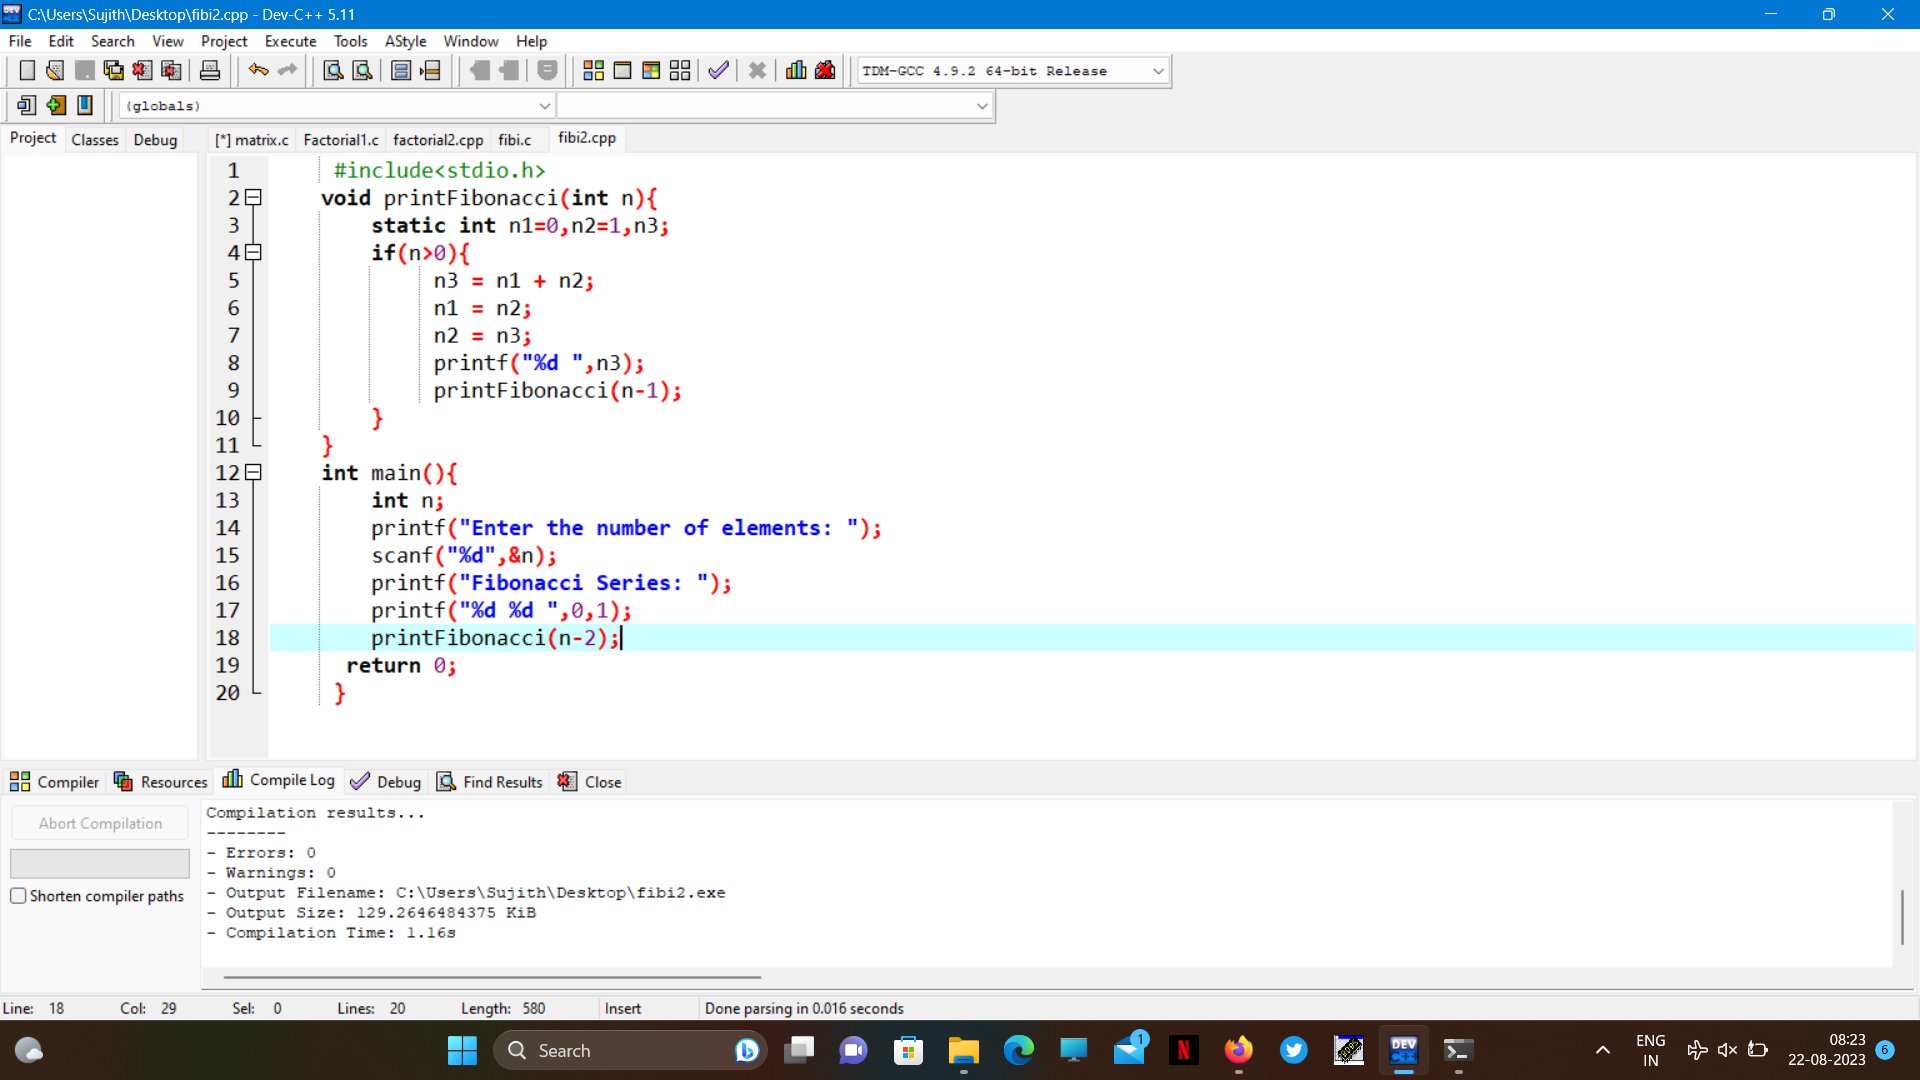 C:\Users\Sujith\Desktop\fibi2.cpp - Dev-C++ 5.11
File Edit Search View Project Execute Tools AStyle Window Help
TDM-GCC 4.9.2 64-bit Release
(globals)
Project Classes Debug [*] matrix.c Factorial1.c factorial2.cpp fibi.c fibi2.cpp
1 #include<stdio.h>
2 void printFibonacci(int n){
3 static int n1=0,n2=1,n3;
4 if(n>0){
5 n3 = n1 + n2;
6 n1 = n2;
7 n2 = n3;
8 printf("%d ",n3);
9 printFibonacci(n-1);
10 }
11 }
12 int main(){
13 int n;
14 printf("Enter the number of elements: ");
15 scanf("%d",&n);
16 printf("Fibonacci Series: ");
17 printf("%d %d ",0,1);
18 printFibonacci(n-2);
19 return 0;
20 }
Compiler Resources Compile Log Debug Find Results Close
Abort Compilation
Shorten compiler paths
Compilation results...
--------
- Errors: 0
- Warnings: 0
- Output Filename: C:\Users\Sujith\Desktop\fibi2.exe
- Output Size: 129.2646484375 KiB
- Compilation Time: 1.16s
Line: 18 Col: 29 Sel: 0 Lines: 20 Length: 580 Insert Done parsing in 0.016 seconds
Search
1
N
DEV
C++
ENG
IN
08:23
22-08-2023
6